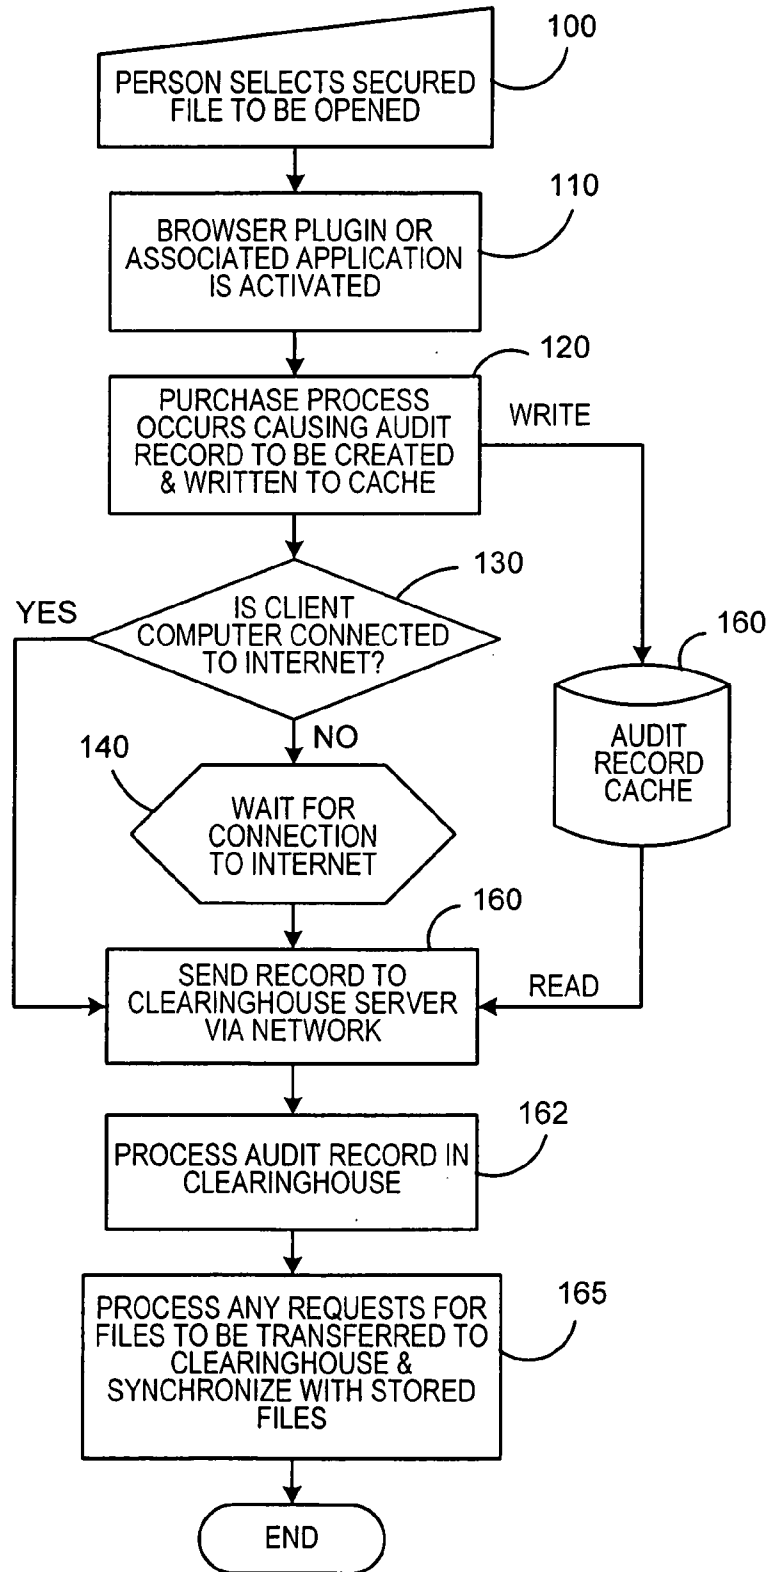 100
PERSON SELECTS SECURED
FILE TO BE OPENED
110
BROWSER PLUGIN OR
ASSOCIATED APPLICATION
IS ACTIVATED
120
PURCHASE PROCESS
OCCURS CAUSING AUDIT
RECORD TO BE CREATED
& WRITTEN TO CACHE
WRITE
130
YES
IS CLIENT
COMPUTER CONNECTED
TO INTERNET?
160
AUDIT
RECORD
CACHE
NO
140
WAIT FOR
CONNECTION
TO INTERNET
160
SEND RECORD TO
CLEARINGHOUSE SERVER
VIA NETWORK
READ
162
PROCESS AUDIT RECORD IN
CLEARINGHOUSE
165
PROCESS ANY REQUESTS FOR
FILES TO BE TRANSFERRED TO
CLEARINGHOUSE &
SYNCHRONIZE WITH STORED
FILES
END